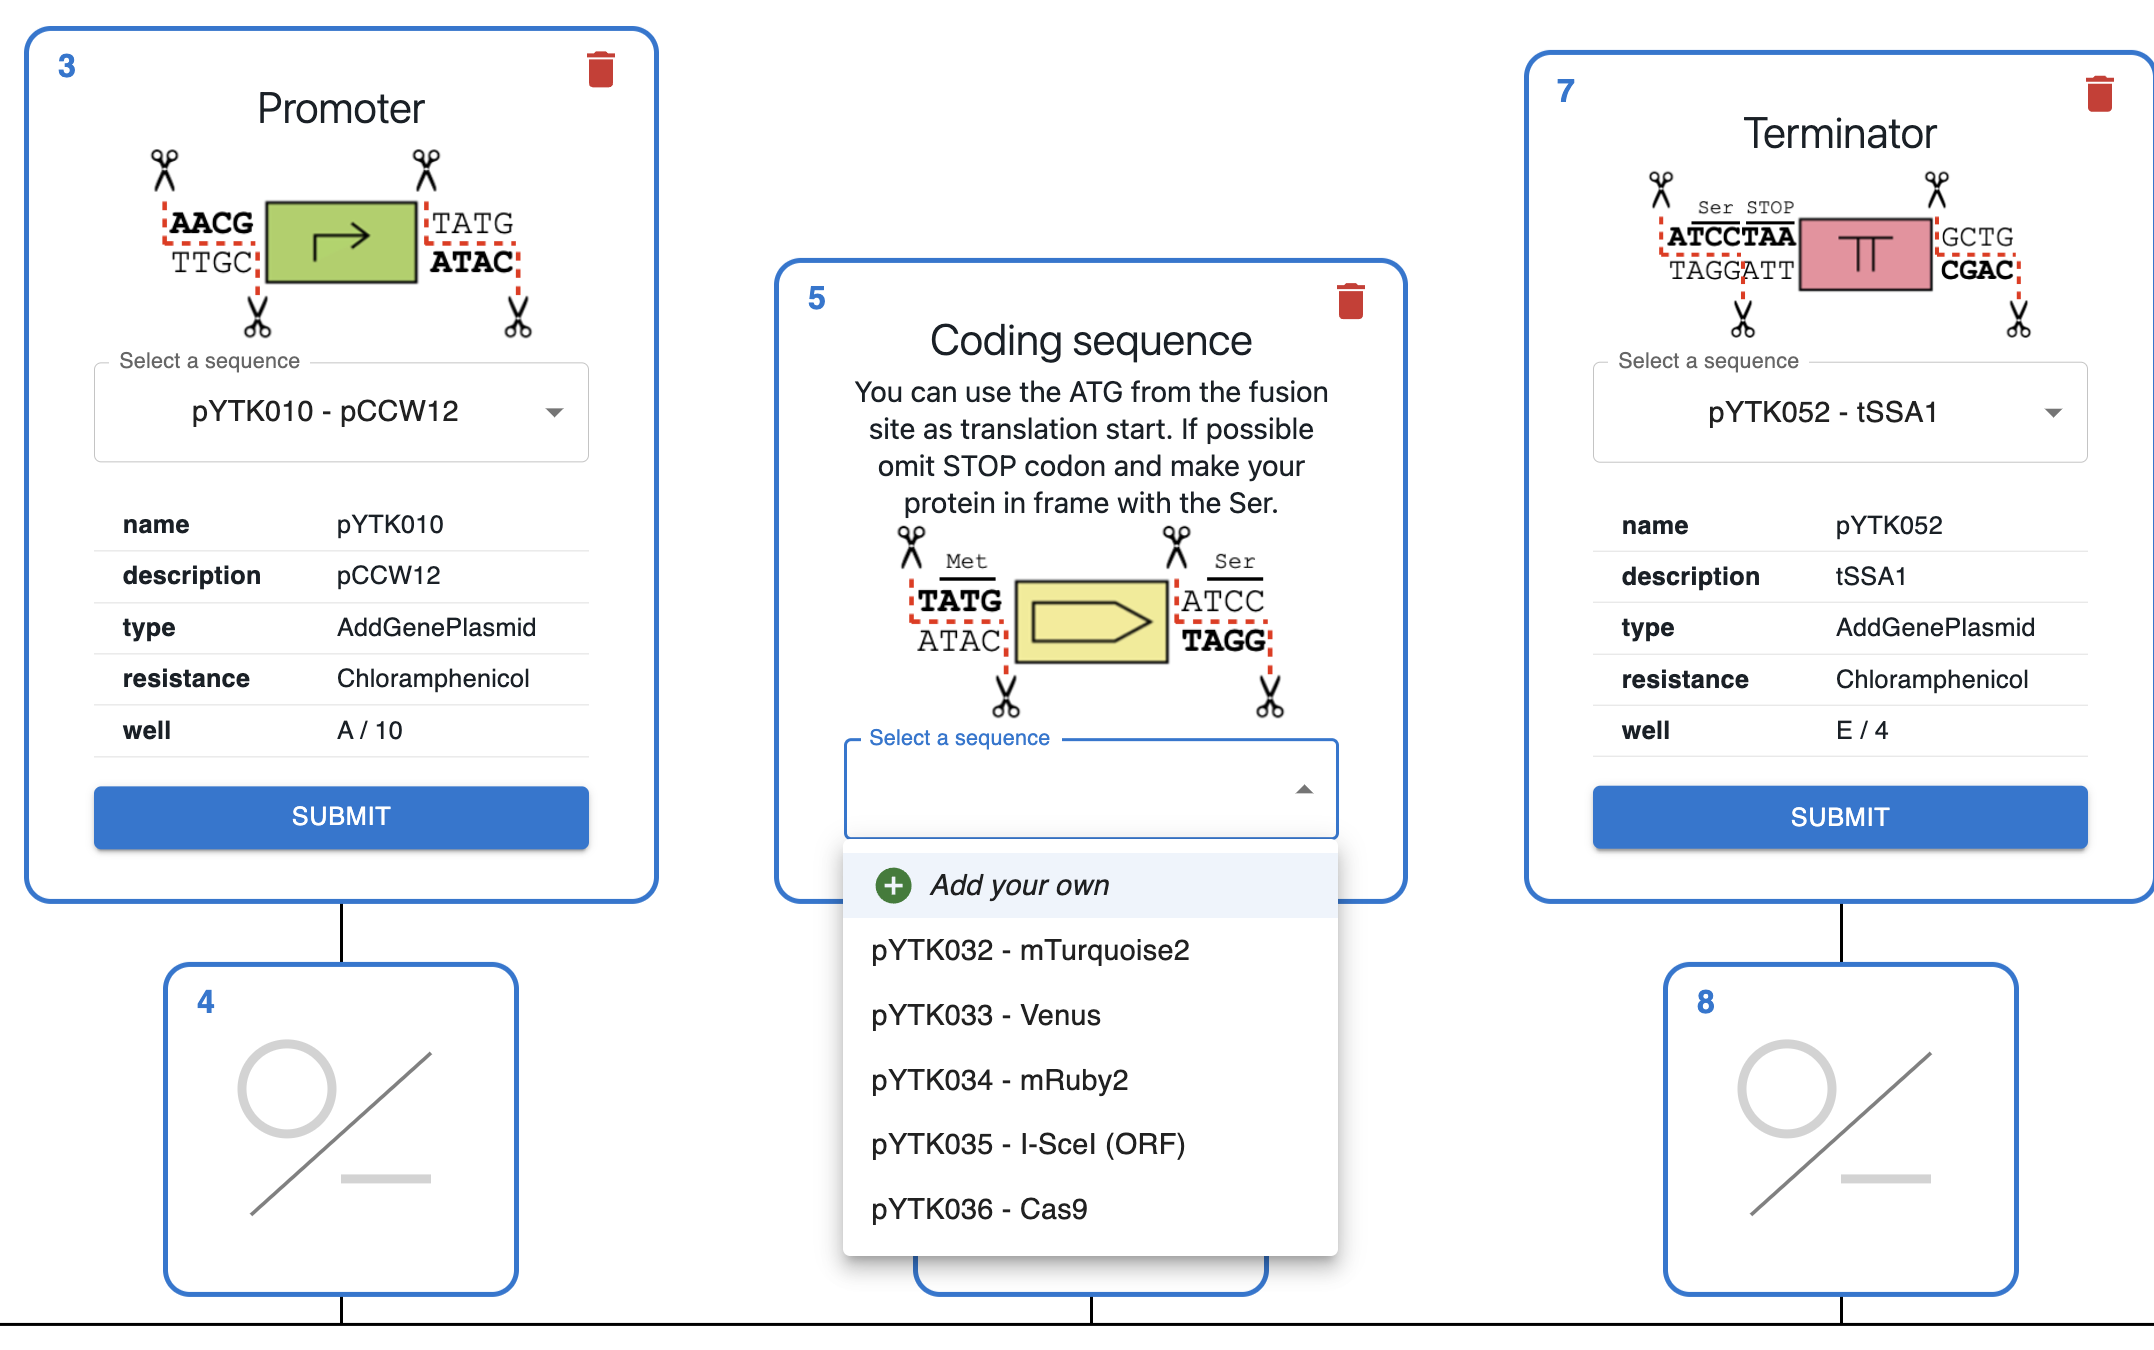 3
Promoter
AACG
TTGC
TATG
ATAC
Select a sequence
pYTK010 - pCCW12
name pYTK010
description pCCW12
type AddGenePlasmid
resistance Chloramphenicol
well A / 10
SUBMIT
4
5
Coding sequence
You can use the ATG from the fusion
site as translation start. If possible
omit STOP codon and make your
protein in frame with the Ser.
Met
TATG
ATAC
Ser
ATCC
TAGG
Select a sequence
Add your own
pYTK032 - mTurquoise2
pYTK033 - Venus
pYTK034 - mRuby2
pYTK035 - I-SceI (ORF)
pYTK036 - Cas9
7
Terminator
Ser STOP
ATCCTAA
TAGGATT
GCTG
CGAC
Select a sequence
pYTK052 - tSSA1
name pYTK052
description tSSA1
type AddGenePlasmid
resistance Chloramphenicol
well E / 4
SUBMIT
8